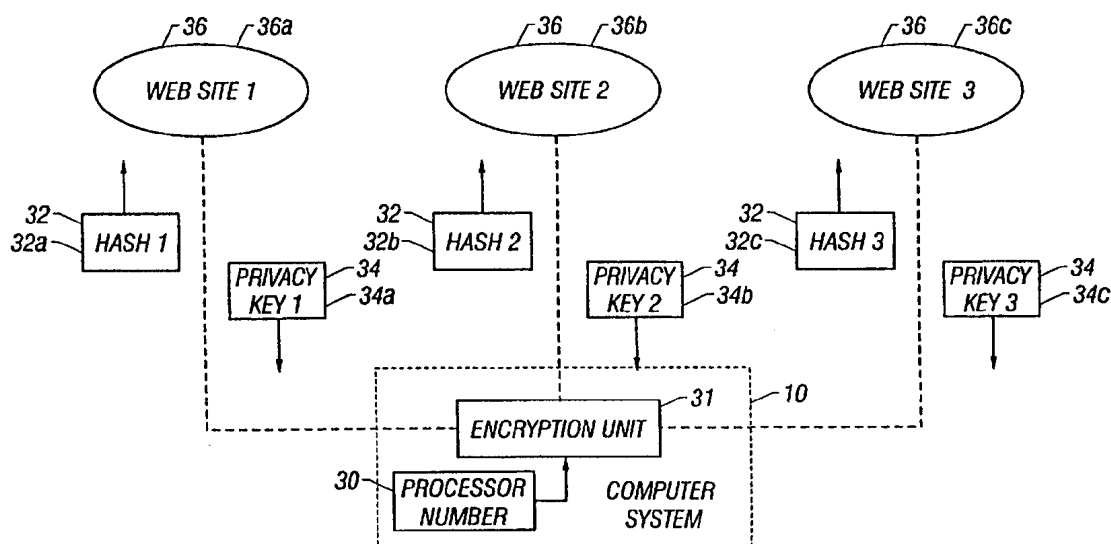 36 36a 36 36b 36 36c
WEB SITE 1 WEB SITE 2 WEB SITE 3
32 32 32
32a HASH 1 32b HASH 2 32c HASH 3
PRIVACY 34 PRIVACY 34 PRIVACY 34
KEY 1 34a KEY 2 34b KEY 3 34c
31 10
ENCRYPTION UNIT
30 PROCESSOR COMPUTER
NUMBER SYSTEM